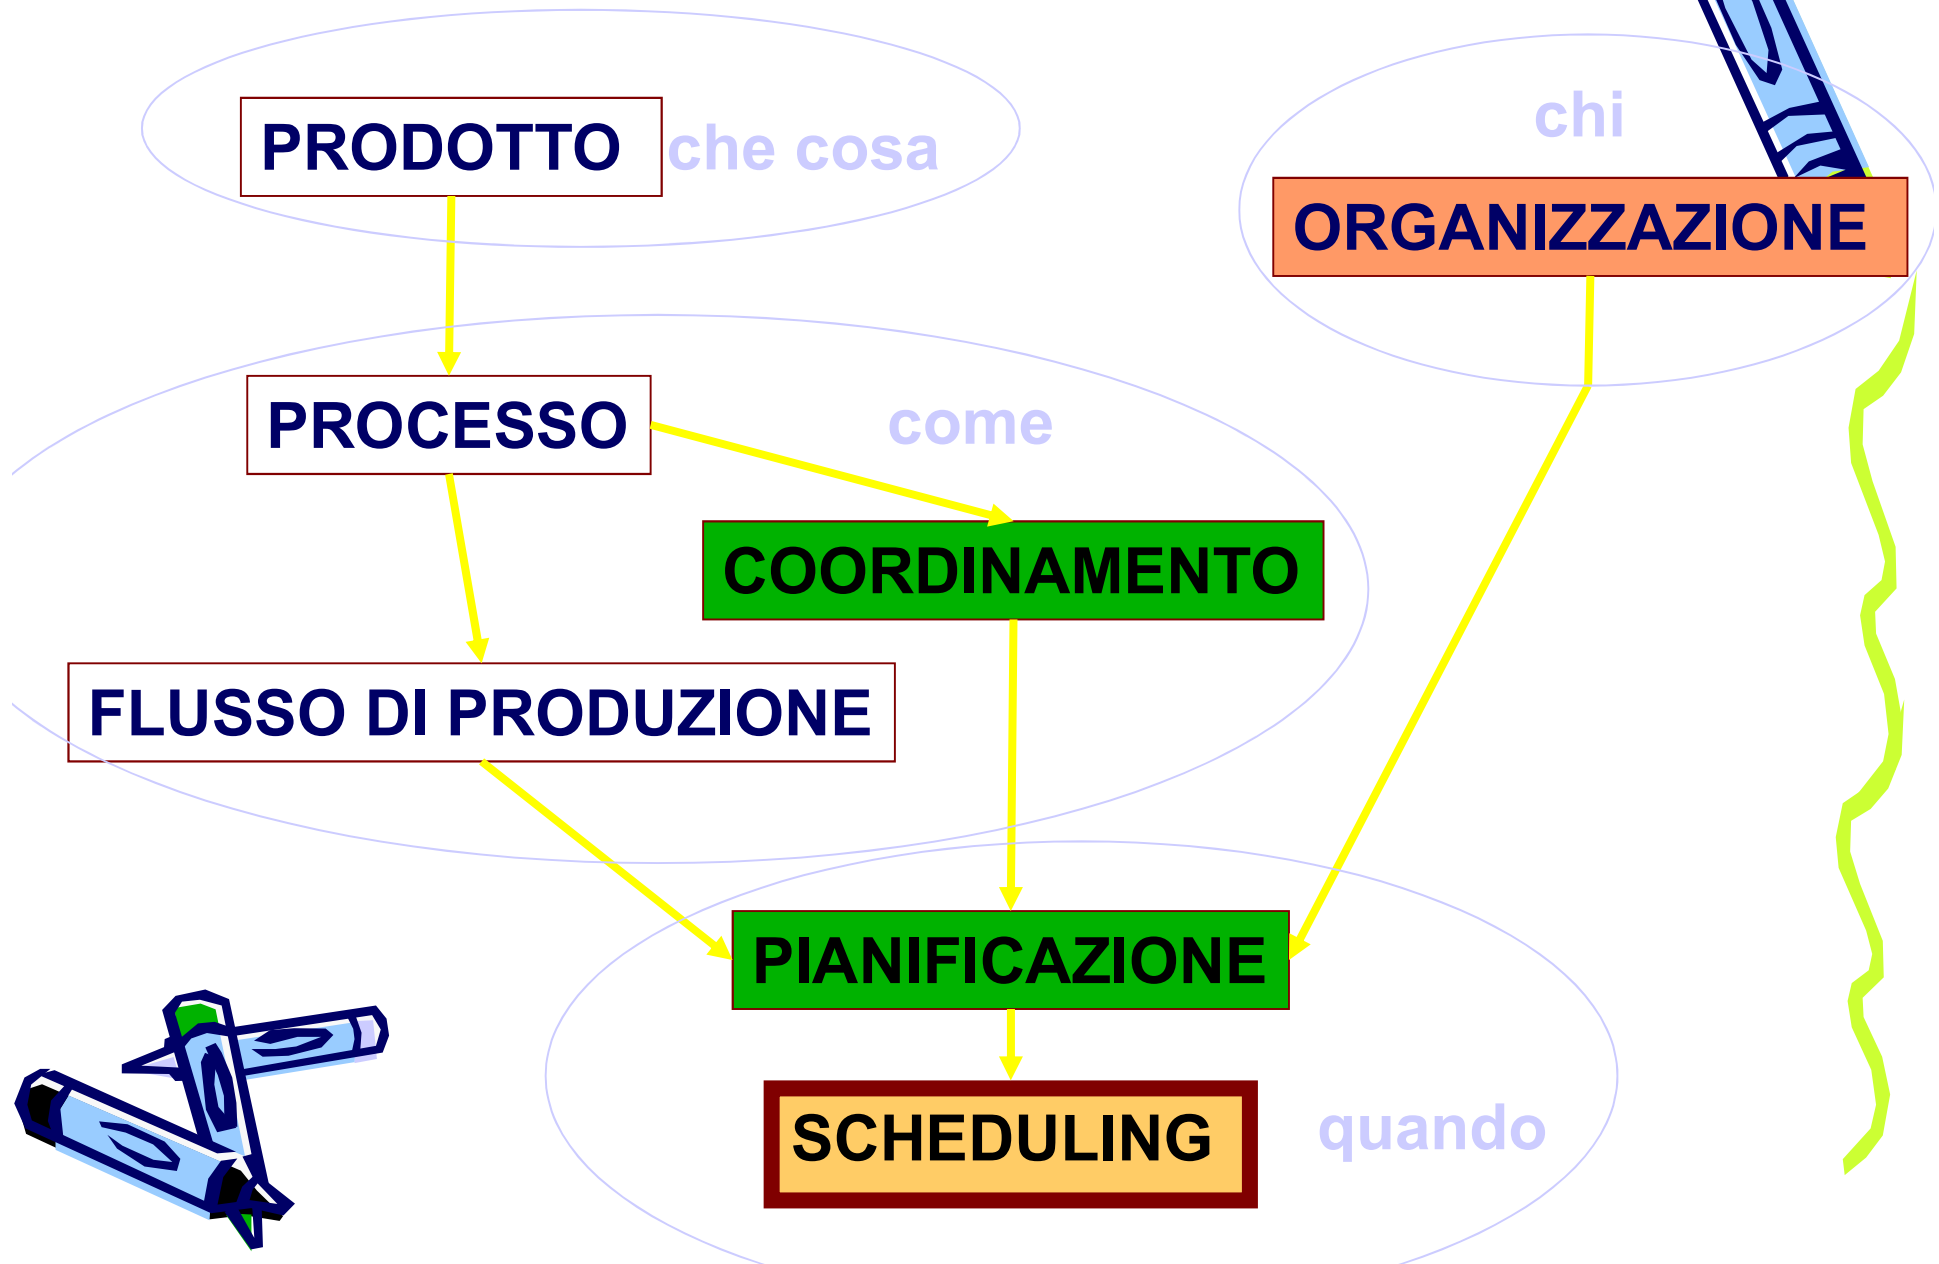 PRODOTTO che cosa
chi
ORGANIZZAZIONE
PROCESSO come
COORDINAMENTO
FLUSSO DI PRODUZIONE
PIANIFICAZIONE
SCHEDULING quando